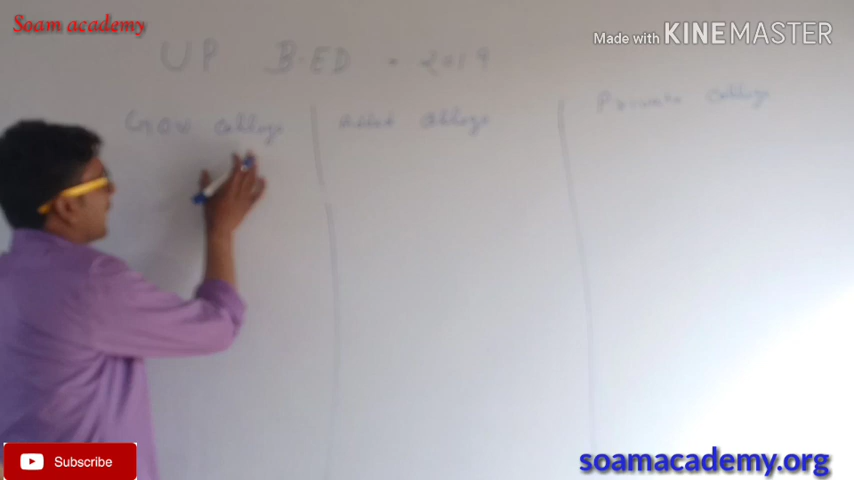 Soam academy
Made with KINEMASTER
UP B.ED. 2019
Gov College
Aided College
Private College
Subscribe
soamacademy.org